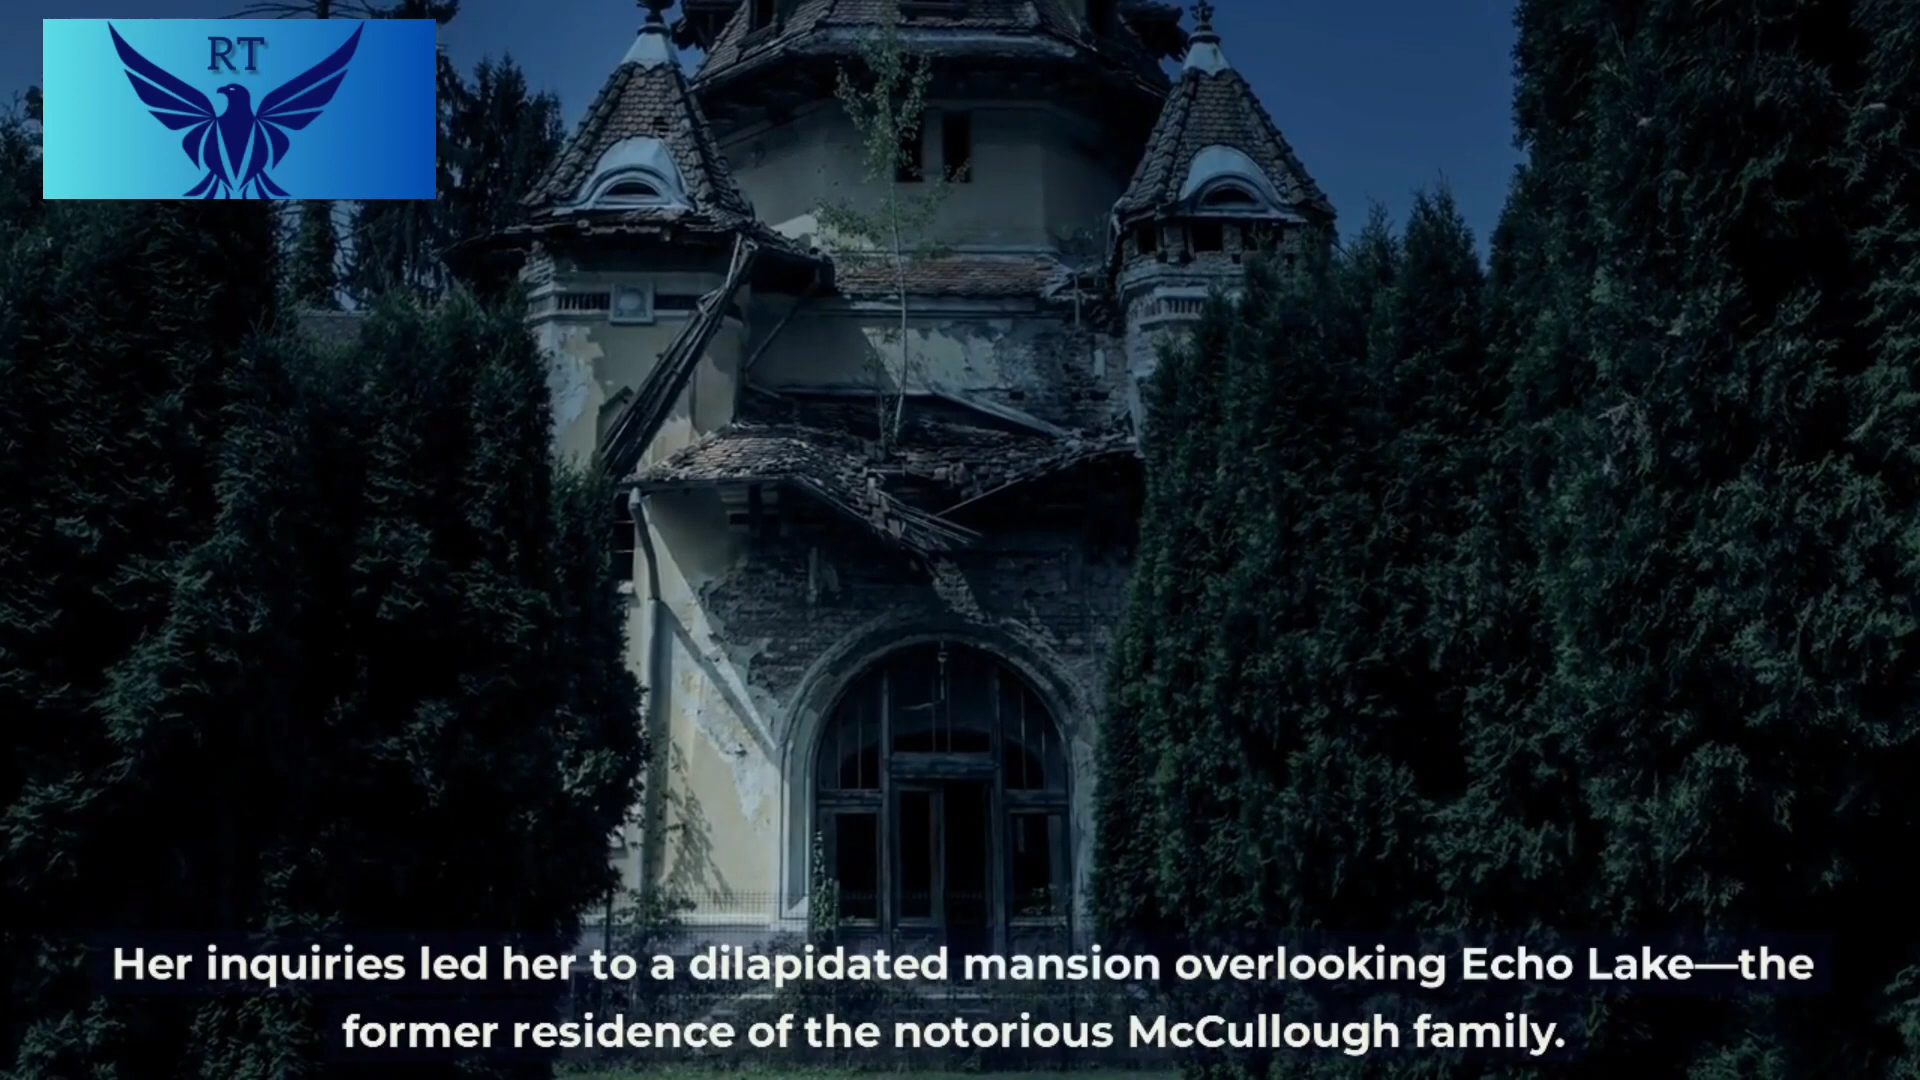 RT
Her inquiries led her to a dilapidated mansion overlooking Echo Lake—the
former residence of the notorious McCullough family.